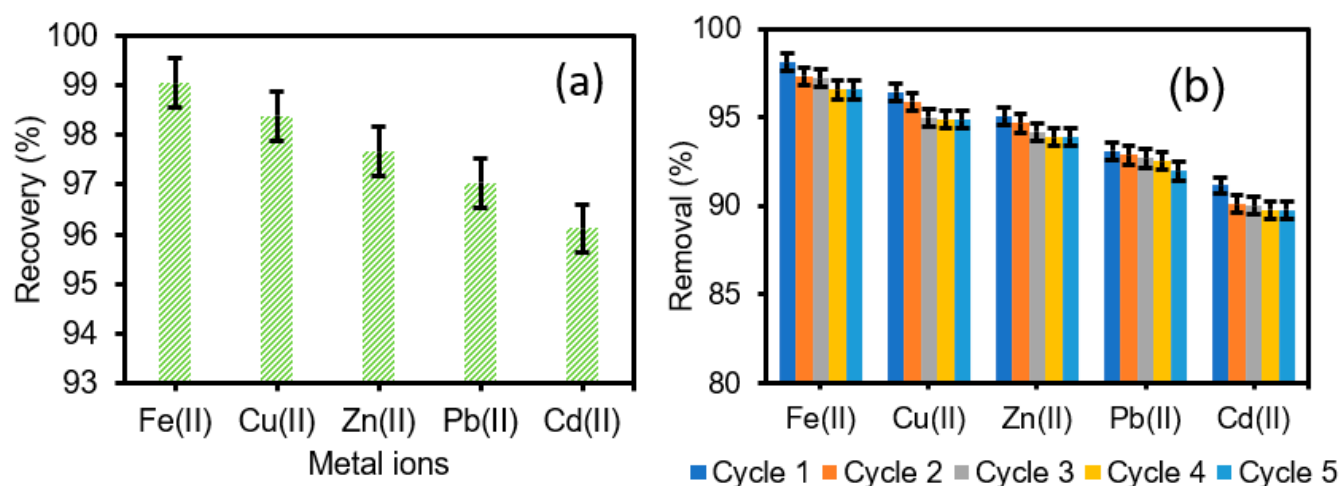 100
99
98
97
96
95
94
93
Recovery (%)
(a)
Fe(II) Cu(II) Zn(II) Pb(II) Cd(II)
Metal ions
100
95
90
85
80
Removal (%)
(b)
Fe(II) Cu(II) Zn(II) Pb(II) Cd(II)
Cycle 1 Cycle 2 Cycle 3 Cycle 4 Cycle 5